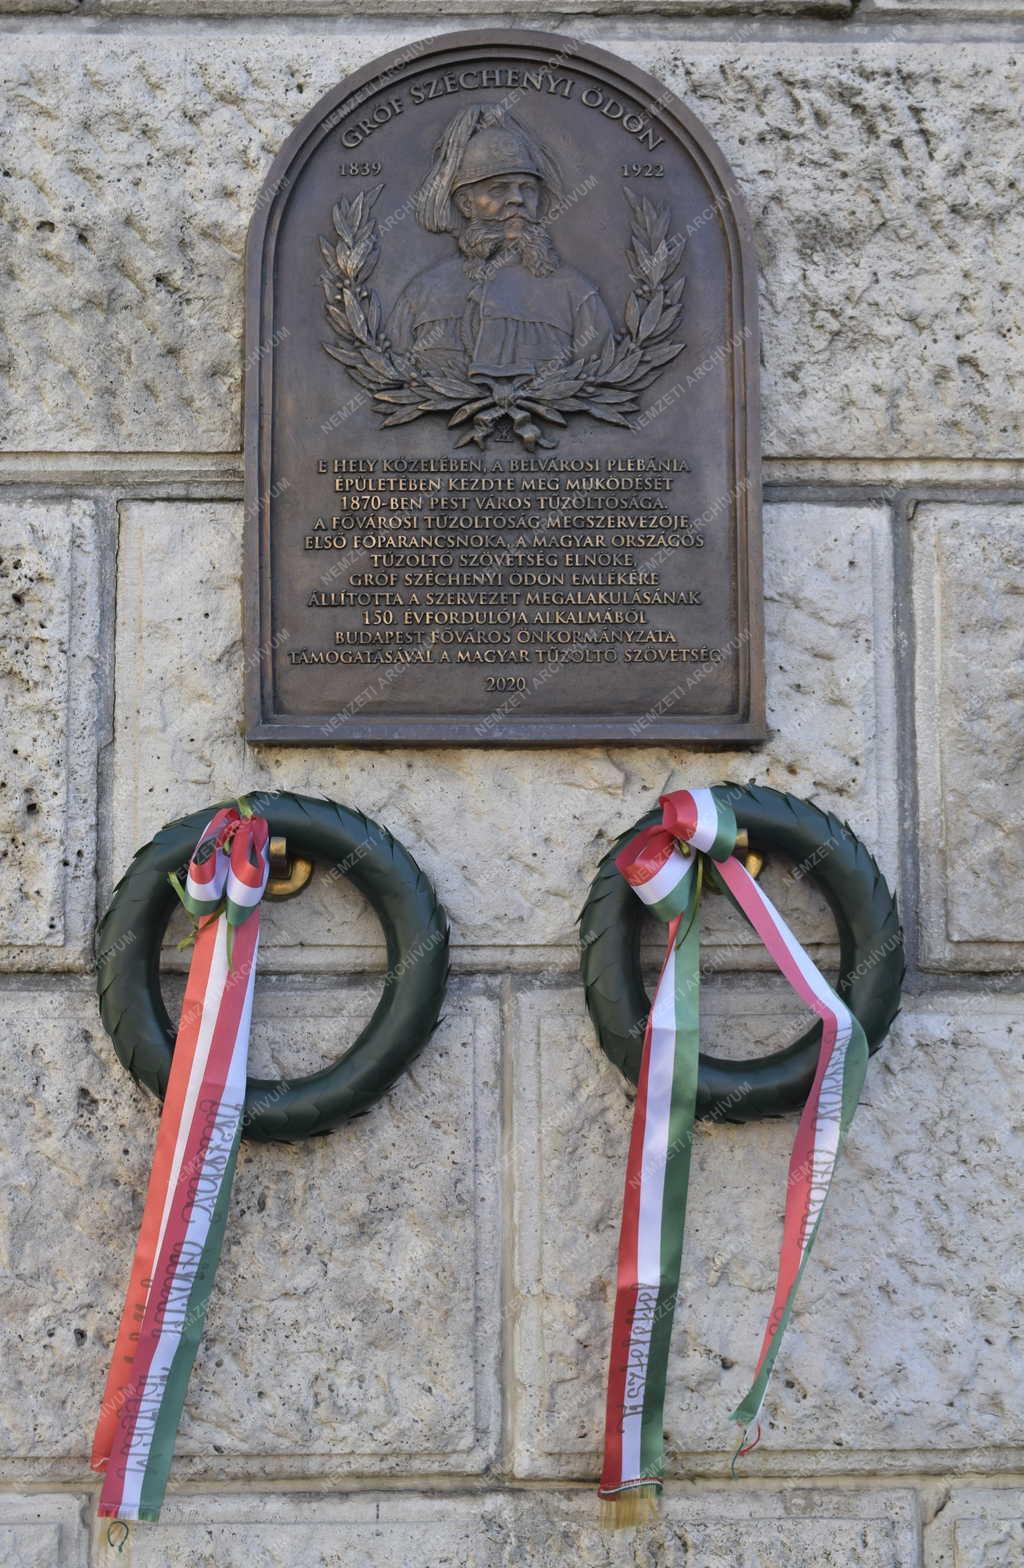 GRÓF SZÉCHENYI ÖDÖN
1839 1922
E HELY KÖZELÉBEN, A BELVÁROSI PLÉBÁNIA
ÉPÜLETÉBEN KEZDTE MEG MŰKÖDÉSÉT
1870-BEN PEST VÁROS TŰZOLTÓSÁGA.
A FŐVÁROSI TŰZOLTÓSÁG MEGSZERVEZŐJE,
ELSŐ FŐPARANCSNOKA, A MAGYAR ORSZÁGOS
TŰZOLTÓ SZÖVETSÉG ELNÖKE
GRÓF SZÉCHENYI ÖDÖN EMLÉKÉRE
ÁLLÍTOTTA A SZERVEZET MEGALAKULÁSÁNAK
150. ÉVFORDULÓJA ALKALMÁBÓL
BUDAPEST FŐVÁROS ÖNKORMÁNYZATA
TÁMOGATÁSÁVAL A MAGYAR TŰZOLTÓ SZÖVETSÉG
2020
NEMZETI ARCHÍVUM